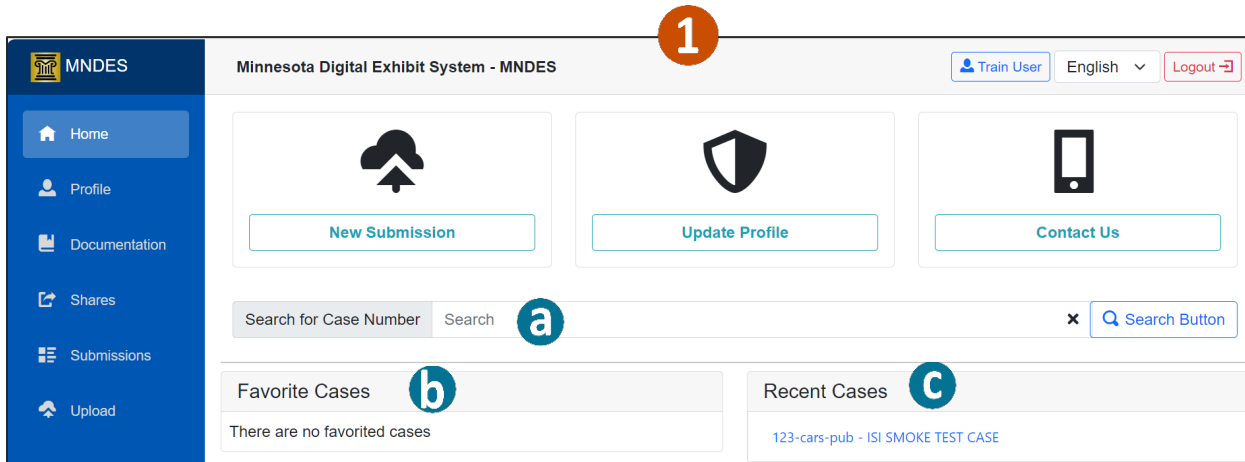 1
MNDES
Minnesota Digital Exhibit System - MNDES
Train User
English
Logout
Home
Profile
Documentation
Shares
Submissions
Upload
New Submission
Update Profile
Contact Us
Search for Case Number
Search
a
Search Button
Favorite Cases
b
There are no favorited cases
Recent Cases
c
123-cars-pub - ISI SMOKE TEST CASE